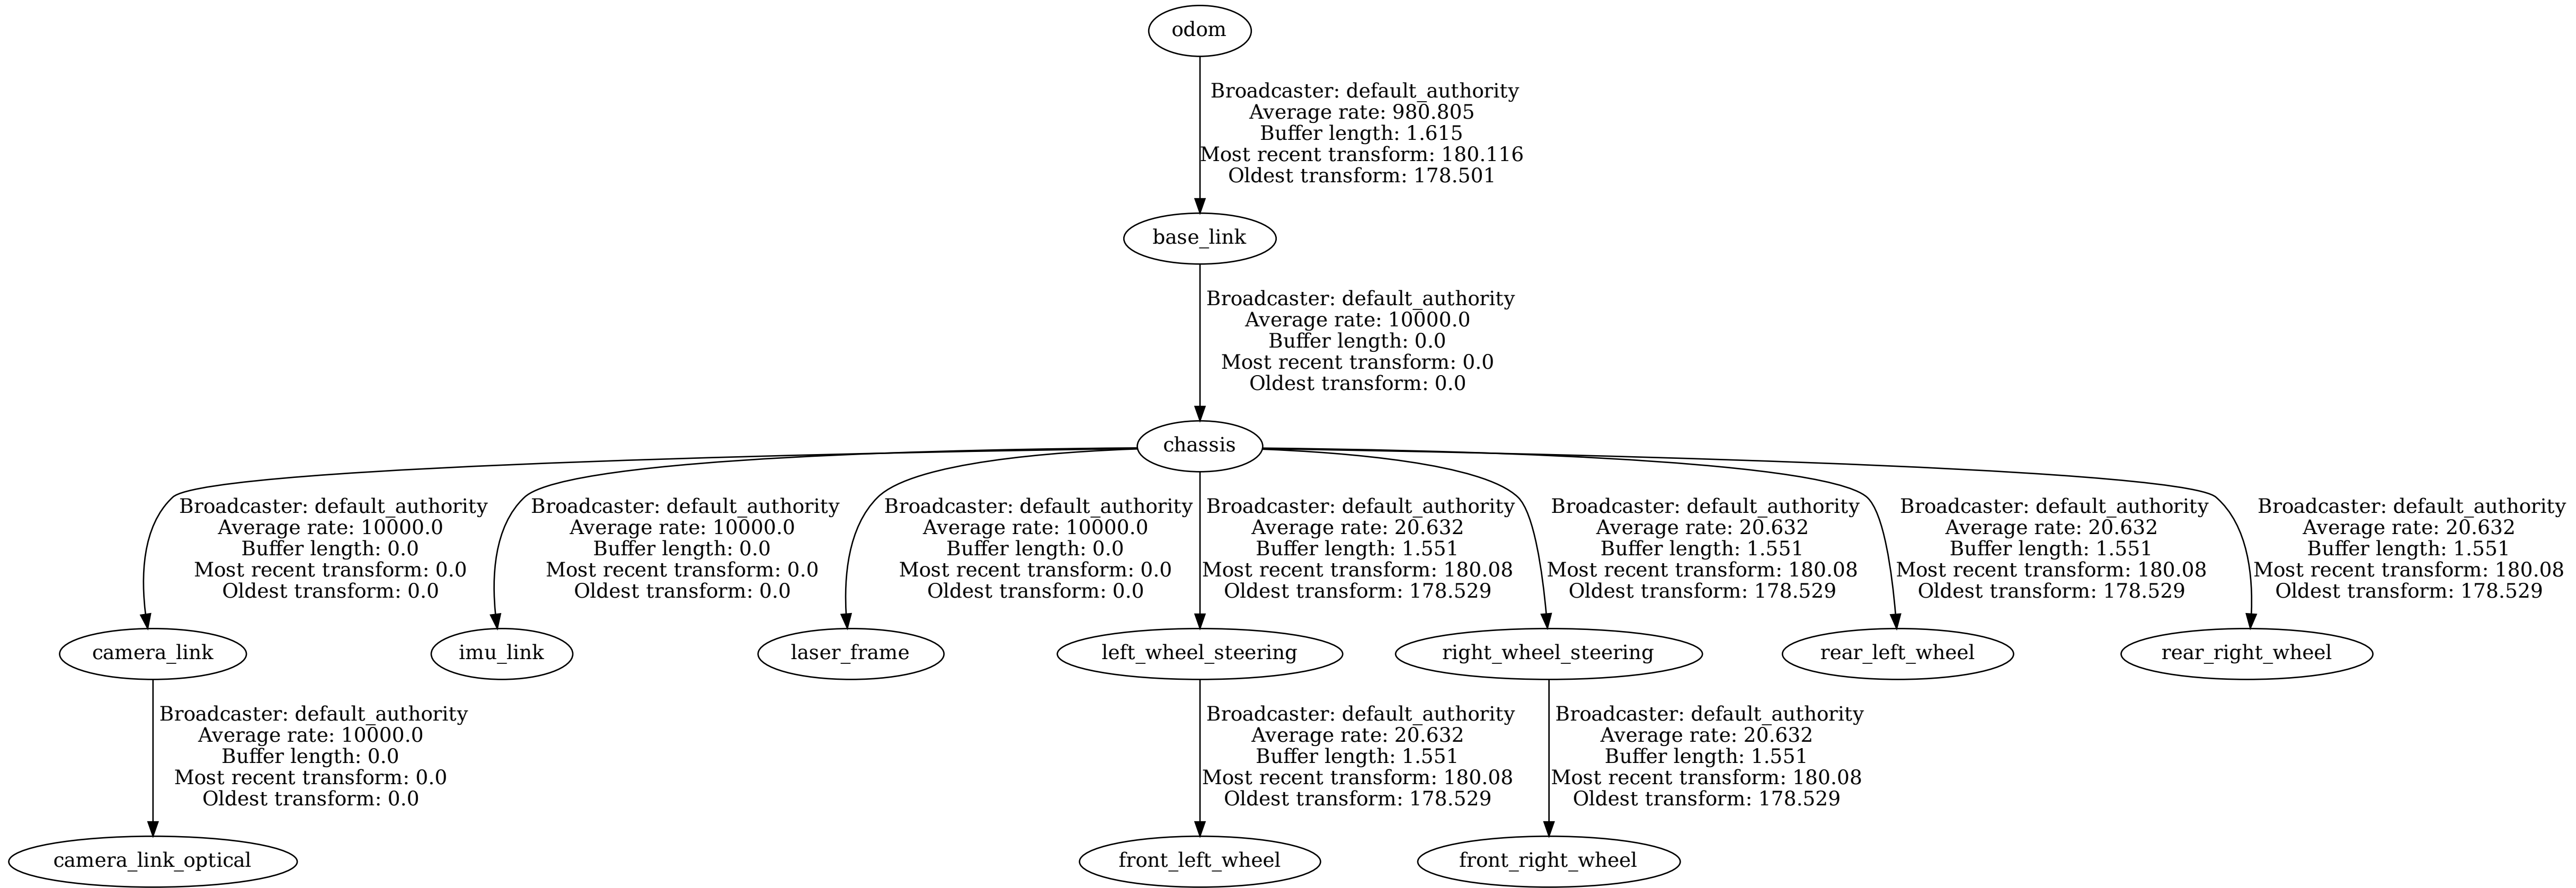 odom
Broadcaster: default_authority
Average rate: 980.805
Buffer length: 1.615
Most recent transform: 180.116
Oldest transform: 178.501
base_link
Broadcaster: default_authority
Average rate: 10000.0
Buffer length: 0.0
Most recent transform: 0.0
Oldest transform: 0.0
chassis
Broadcaster: default_authority
Average rate: 10000.0
Buffer length: 0.0
Most recent transform: 0.0
Oldest transform: 0.0
Broadcaster: default_authority
Average rate: 10000.0
Buffer length: 0.0
Most recent transform: 0.0
Oldest transform: 0.0
Broadcaster: default_authority
Average rate: 10000.0
Buffer length: 0.0
Most recent transform: 0.0
Oldest transform: 0.0
Broadcaster: default_authority
Average rate: 20.632
Buffer length: 1.551
Most recent transform: 180.08
Oldest transform: 178.529
Broadcaster: default_authority
Average rate: 20.632
Buffer length: 1.551
Most recent transform: 180.08
Oldest transform: 178.529
Broadcaster: default_authority
Average rate: 20.632
Buffer length: 1.551
Most recent transform: 180.08
Oldest transform: 178.529
Broadcaster: default_authority
Average rate: 20.632
Buffer length: 1.551
Most recent transform: 180.08
Oldest transform: 178.529
camera_link
imu_link
laser_frame
left_wheel_steering
right_wheel_steering
rear_left_wheel
rear_right_wheel
Broadcaster: default_authority
Average rate: 10000.0
Buffer length: 0.0
Most recent transform: 0.0
Oldest transform: 0.0
Broadcaster: default_authority
Average rate: 20.632
Buffer length: 1.551
Most recent transform: 180.08
Oldest transform: 178.529
Broadcaster: default_authority
Average rate: 20.632
Buffer length: 1.551
Most recent transform: 180.08
Oldest transform: 178.529
camera_link_optical
front_left_wheel
front_right_wheel